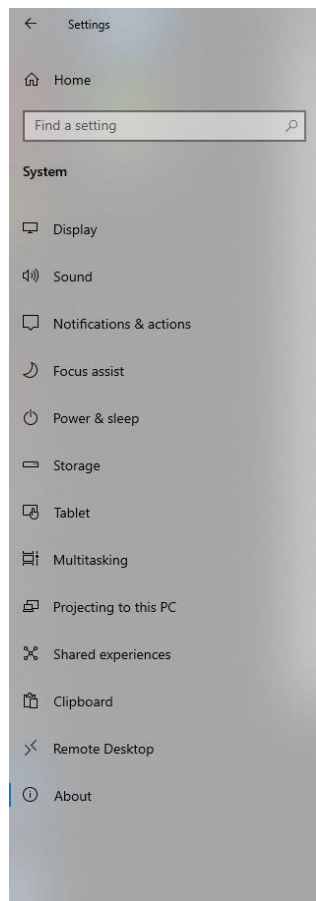 Settings
Home
Find a setting
System
Display
Sound
Notifications & actions
Focus assist
Power & sleep
Storage
Tablet
Multitasking
Projecting to this PC
Shared experiences
Clipboard
Remote Desktop
About